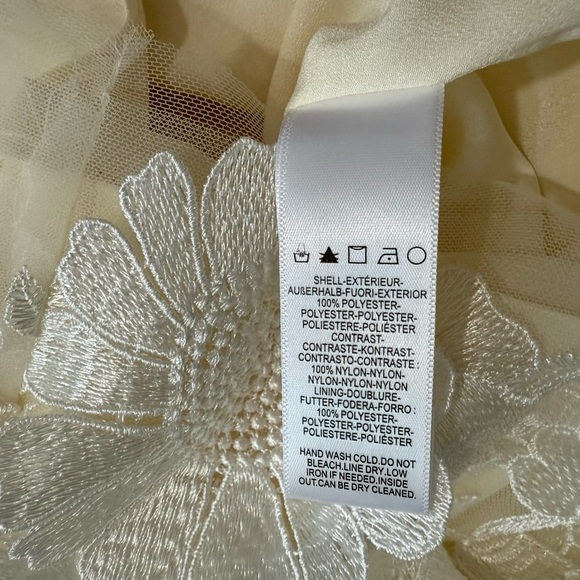 SHELL-EXTÉRIEUR-
AUßERHALB-FUORI-EXTERIOR
100% POLYESTER-
POLYESTER-POLYESTER-
POLIESTERE-POLIÉSTER
CONTRAST-
CONTRASTE-KONTRAST-
CONTRASTO-CONTRASTE :
100% NYLON-NYLON-
NYLON-NYLON-NYLON
LINING-DOUBLURE-
FUTTER-FODERA-FORRO :
100% POLYESTER-
POLYESTER-POLYESTER-
POLIESTERE-POLIÉSTER
HAND WASH COLD.DO NOT
BLEACH.LINE DRY.LOW
IRON IF NEEDED.INSIDE
OUT.CAN BE DRY CLEANED.